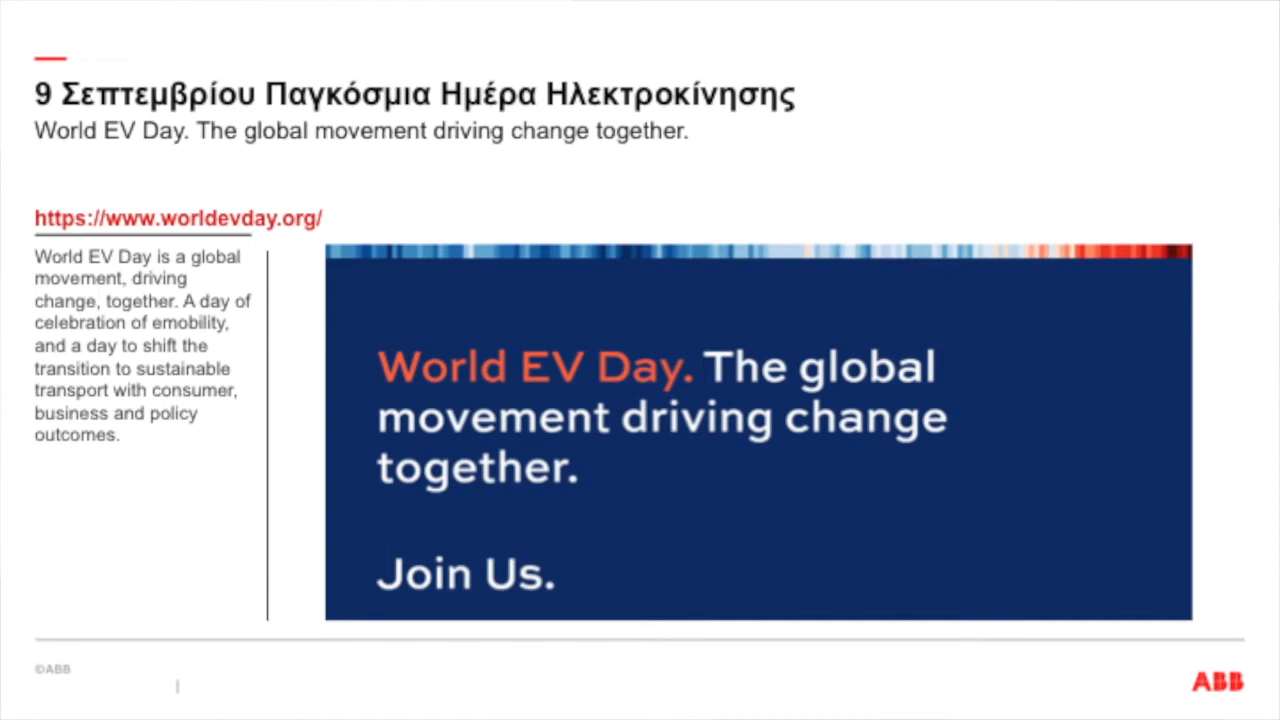 9 Σεπτεμβρίου Παγκόσμια Ημέρα Ηλεκτροκίνησης
World EV Day. The global movement driving change together.
https://www.worldevday.org/
World EV Day is a global
movement, driving
change, together. A day of
celebration of emobility,
and a day to shift the
transition to sustainable
transport with consumer,
business and policy
outcomes.
World EV Day. The global
movement driving change
together.
Join Us.
©ABB
|
ABB